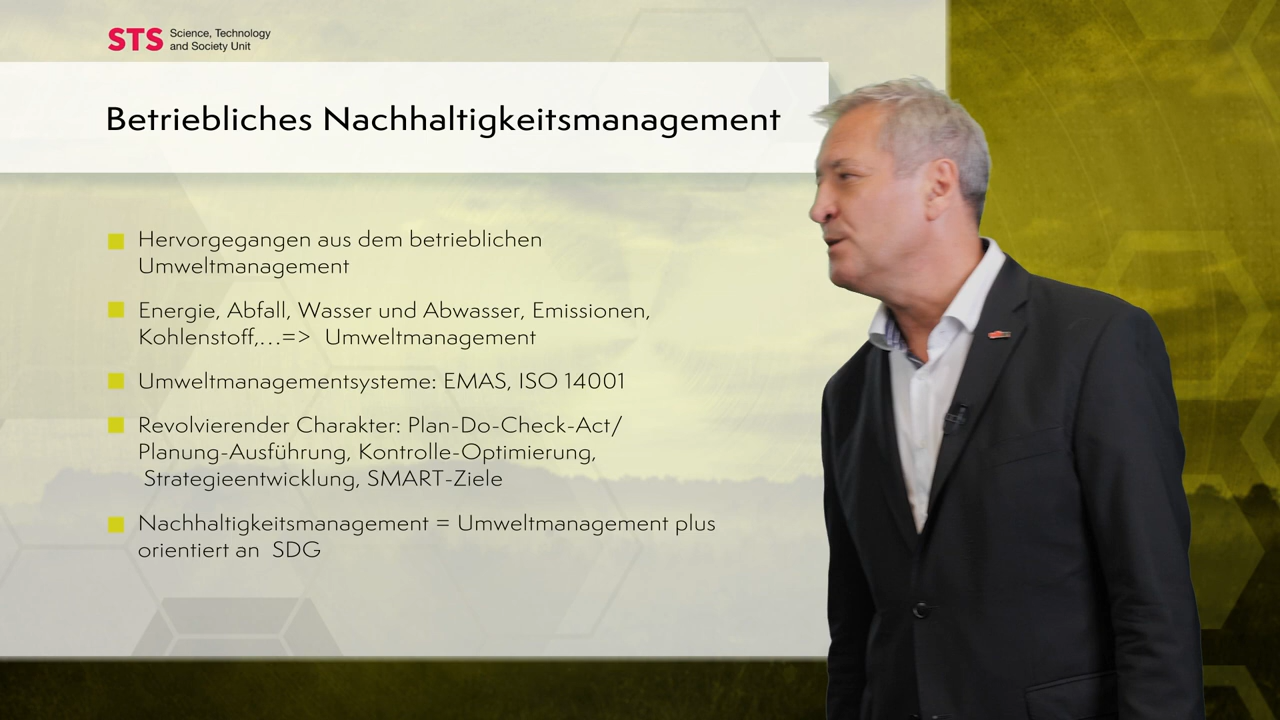 STS Science, Technology
and Society Unit
Betriebliches Nachhaltigkeitsmanagement
Hervorgegangen aus dem betrieblichen
Umweltmanagement
Energie, Abfall, Wasser und Abwasser, Emissionen,
Kohlenstoff,...=> Umweltmanagement
Umweltmanagementsysteme: EMAS, ISO 14001
Revolvierender Charakter: Plan-Do-Check-Act/
Planung-Ausführung, Kontrolle-Optimierung,
Strategieentwicklung, SMART-Ziele
Nachhaltigkeitsmanagement = Umweltmanagement plus
orientiert an SDG